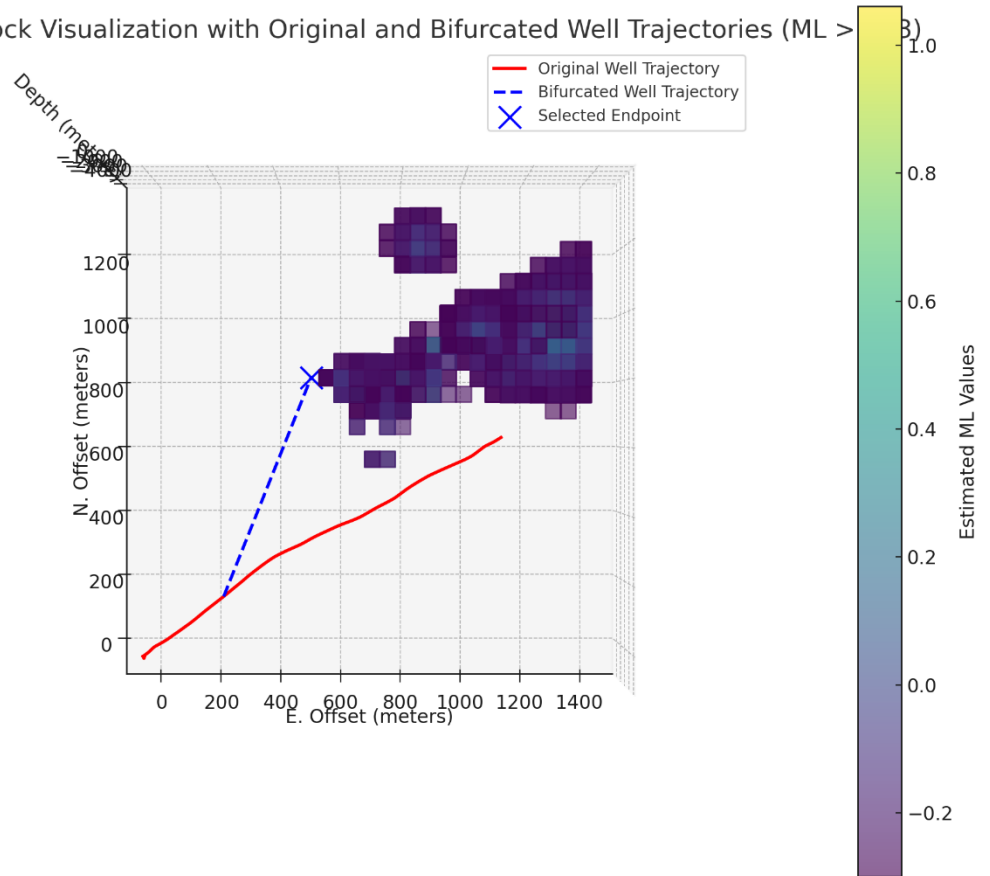 ock Visualization with Original and Bifurcated Well Trajectories (ML > 3)
Original Well Trajectory
Bifurcated Well Trajectory
Selected Endpoint
Depth (meters)
1200
1000
800
600
400
200
0
N. Offset (meters)
0 200 400 600 800 1000 1200 1400
E. Offset (meters)
1.0
0.8
0.6
0.4
0.2
0.0
−0.2
Estimated ML Values